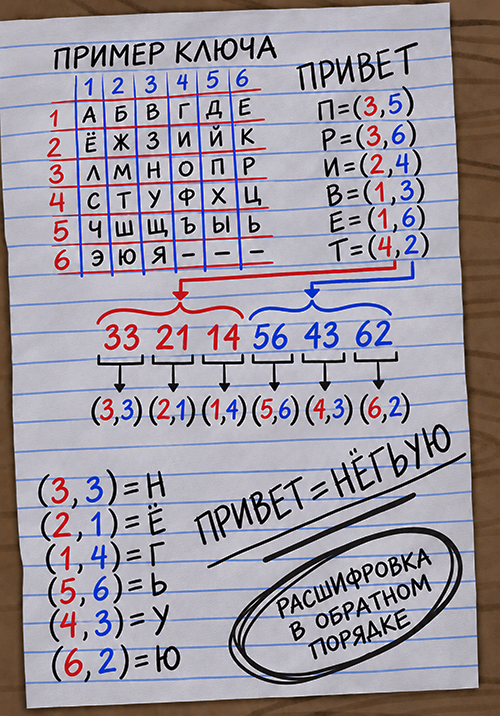 ПРИМЕР КЛЮЧА
1 2 3 4 5 6
1 А Б В Г Д Е
2 Ё Ж З И Й К
3 Л М Н О П Р
4 С Т У Ф Х Ц
5 Ч Ш Щ Ъ Ы Ь
6 Э Ю Я – – –
ПРИВЕТ
П=(3,5)
Р=(3,6)
И=(2,4)
В=(1,3)
Е=(1,6)
Т=(4,2)
33 21 14 56 43 62
(3,3) (2,1) (1,4) (5,6) (4,3) (6,2)
(3,3)=Н
(2,1)=Ё
(1,4)=Г
(5,6)=Ь
(4,3)=У
(6,2)=Ю
ПРИВЕТ=НЁГЬУЮ
РАСШИФРОВКА
В ОБРАТНОМ
ПОРЯДКЕ